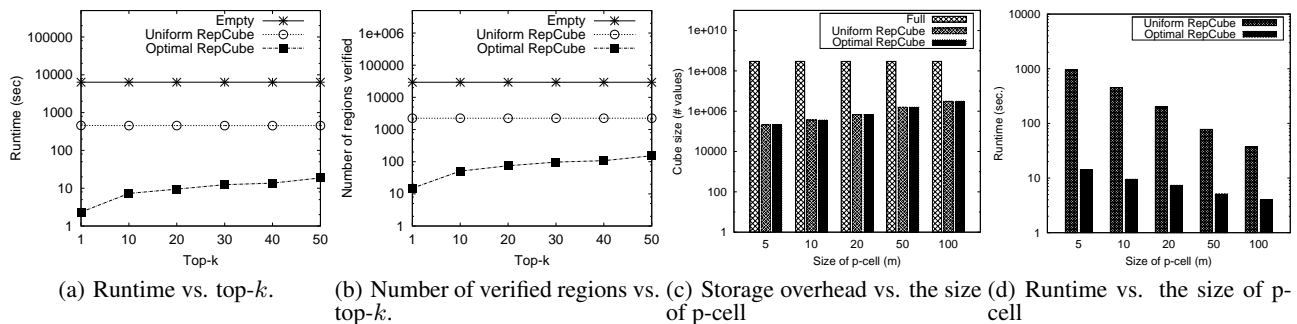 Empty
Uniform RepCube
Optimal RepCube
100000
10000
1000
100
10
1
Runtime (sec)
1 10 20 30 40 50
Top-k
Empty
Uniform RepCube
Optimal RepCube
1e+006
100000
10000
1000
100
10
1
Number of regions verified
1 10 20 30 40 50
Top-k
Full
Uniform RepCube
Optimal RepCube
1e+010
1e+008
1e+006
10000
100
1
Cube size (# values)
5 10 20 50 100
Size of p-cell (m)
Uniform RepCube
Optimal RepCube
10000
1000
100
10
1
Runtime (sec.)
5 10 20 50 100
Size of p-cell (m)
(a) Runtime vs. top-k.
(b) Number of verified regions vs.
top-k.
(c) Storage overhead vs. the size
of p-cell
(d) Runtime vs. the size of p-
cell